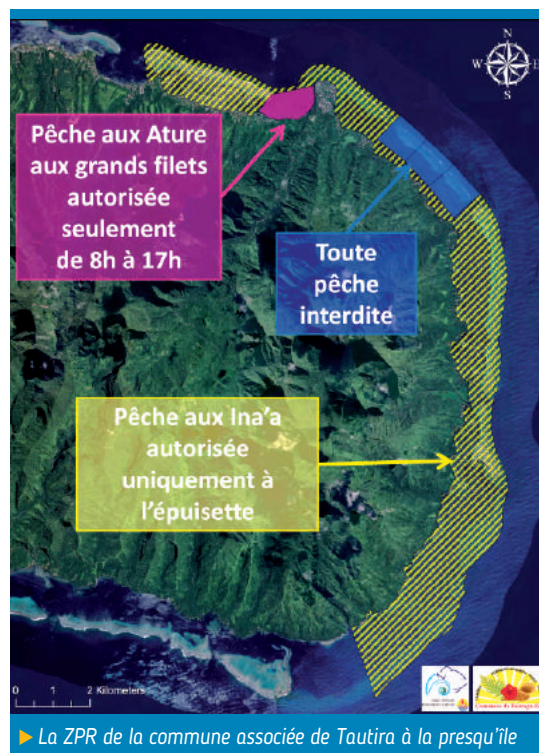 N
W E
S
Pêche aux Ature
aux grands filets
autorisée
seulement
de 8h à 17h
Toute
pêche
interdite
Pêche aux Ina'a
autorisée
uniquement à
l'épuisette
0 1 2 Kilometers
► La ZPR de la commune associée de Tautira à la presqu'île